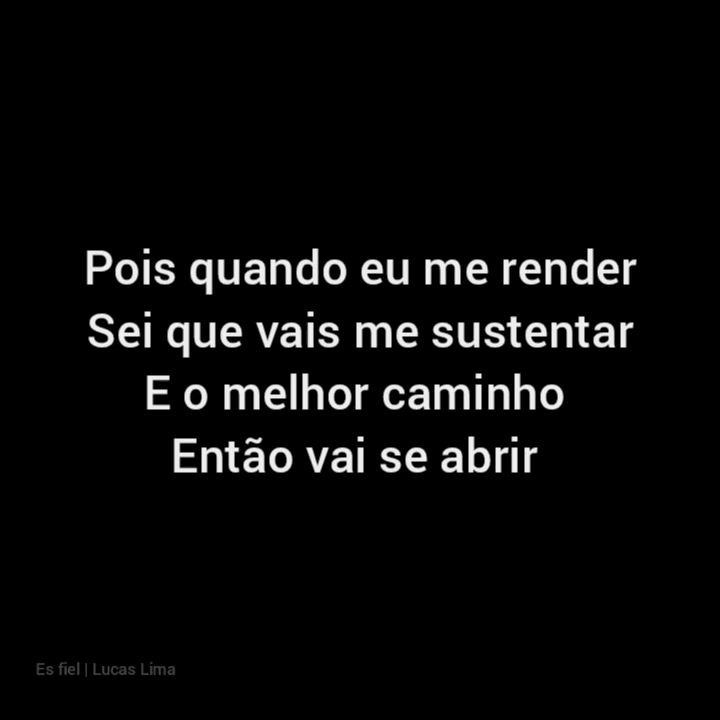 Pois quando eu me render
Sei que vais me sustentar
E o melhor caminho
Então vai se abrir
Es fiel | Lucas Lima